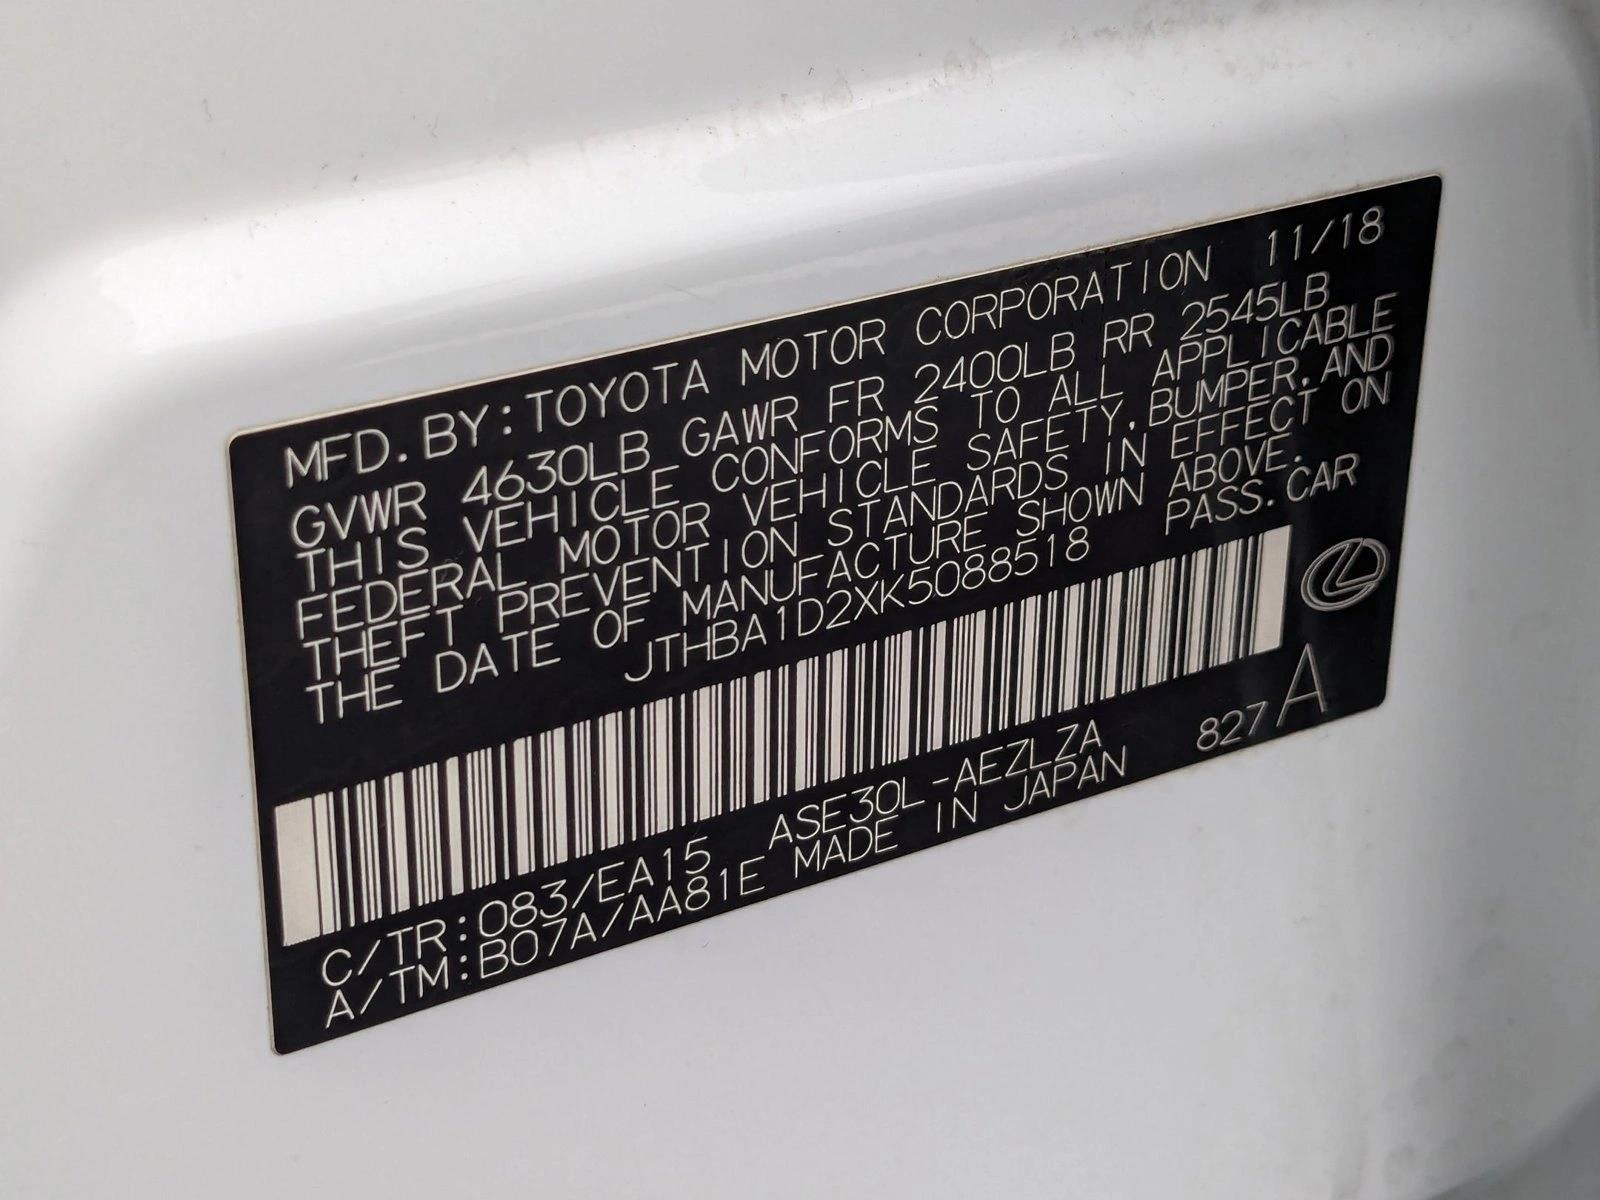 MFD. BY: TOYOTA MOTOR CORPORATION 11/18
GVWR 4630LB GAWR FR 2400LB RR 2545LB
THIS VEHICLE CONFORMS TO ALL APPLICABLE
FEDERAL MOTOR VEHICLE SAFETY, BUMPER, AND
THEFT PREVENTION STANDARDS IN EFFECT ON
THE DATE OF MANUFACTURE SHOWN ABOVE.
JTHBA1D2XK5088518 PASS. CAR
C/TR: 083/EA15 ASE30L-AEZLZA 827 A
A/TM: B07A/AA81E MADE IN JAPAN